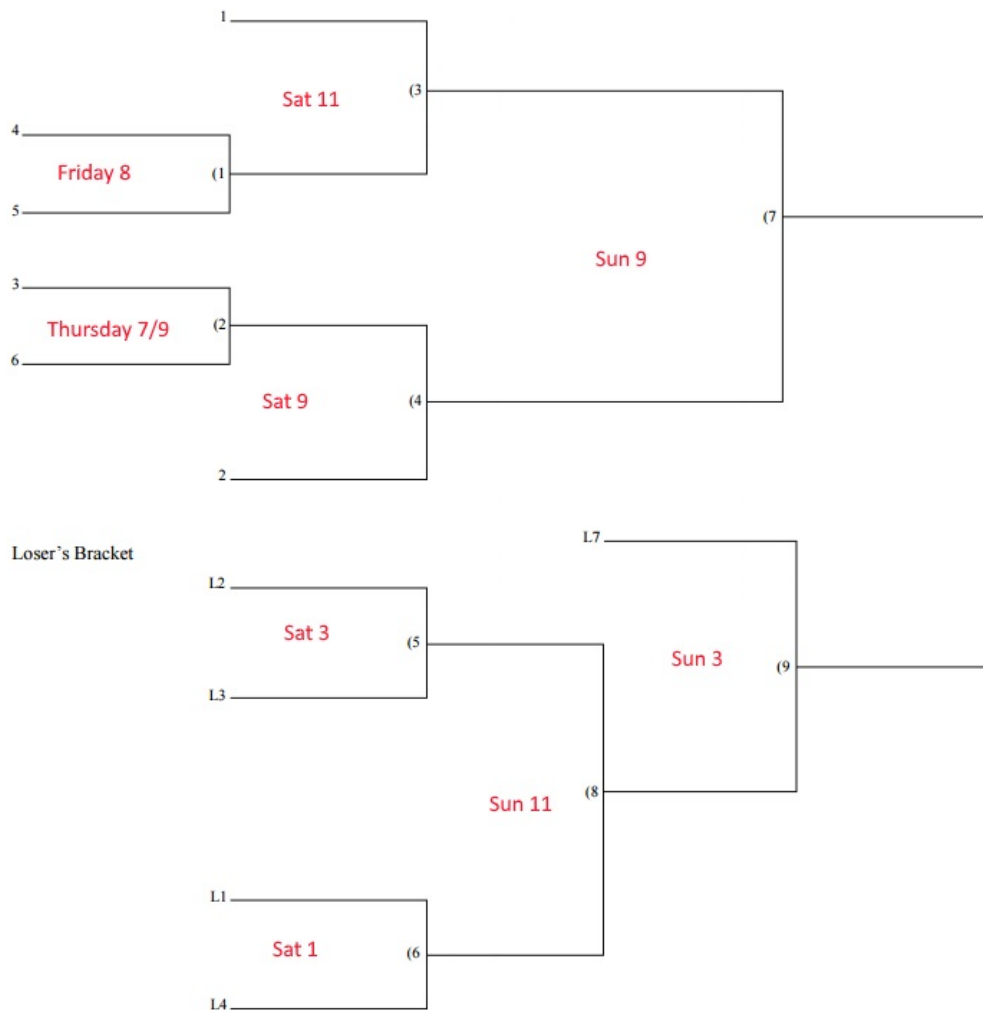 1
Sat 11
(3
4
Friday 8
(1
5
(7
Sun 9
3
Thursday 7/9
(2
6
Sat 9
(4
2
Loser's Bracket
L7
L2
Sat 3
(5
L3
Sun 3
(9
Sun 11
(8
L1
Sat 1
(6
L4